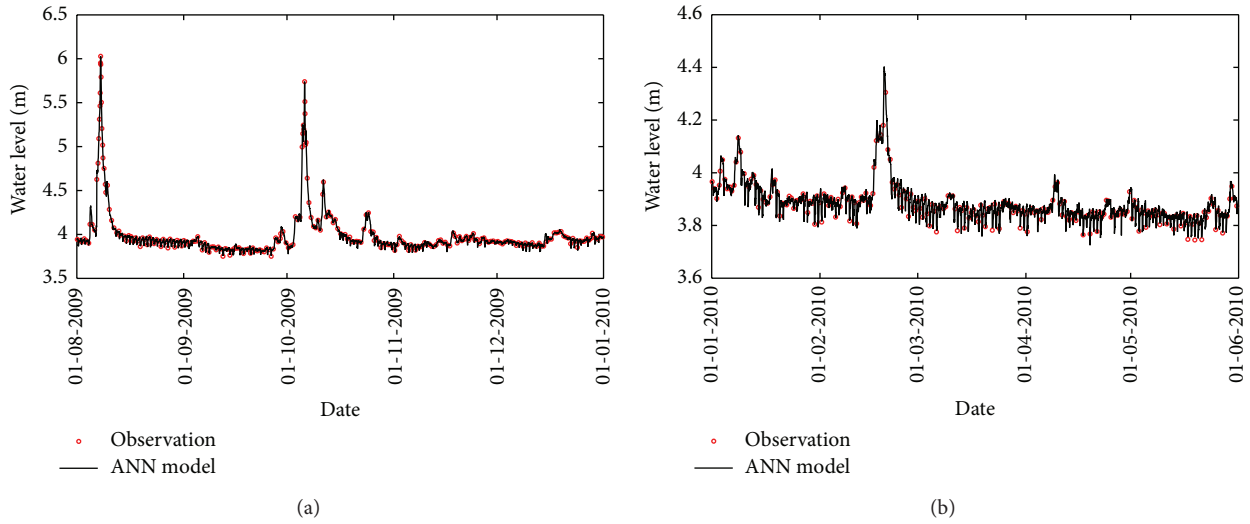 6.5
6
5.5
5
4.5
4
3.5
Water level (m)
01-08-2009
01-09-2009
01-10-2009
01-11-2009
01-12-2009
01-01-2010
Date
Observation
ANN model
(a)
4.6
4.4
4.2
4
3.8
3.6
Water level (m)
01-01-2010
01-02-2010
01-03-2010
01-04-2010
01-05-2010
01-06-2010
Date
Observation
ANN model
(b)